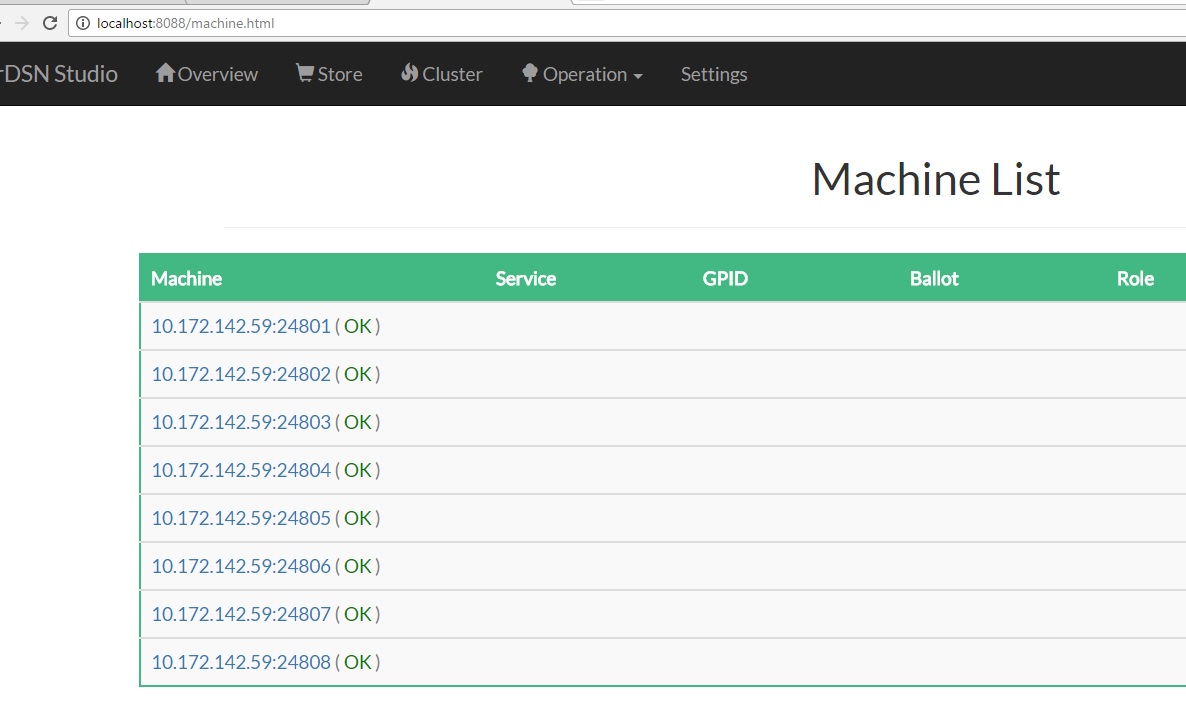 localhost:8088/machine.html
rDSN Studio Overview Store Cluster Operation Settings
Machine List
Machine Service GPID Ballot Role
10.172.142.59:24801 ( OK )
10.172.142.59:24802 ( OK )
10.172.142.59:24803 ( OK )
10.172.142.59:24804 ( OK )
10.172.142.59:24805 ( OK )
10.172.142.59:24806 ( OK )
10.172.142.59:24807 ( OK )
10.172.142.59:24808 ( OK )